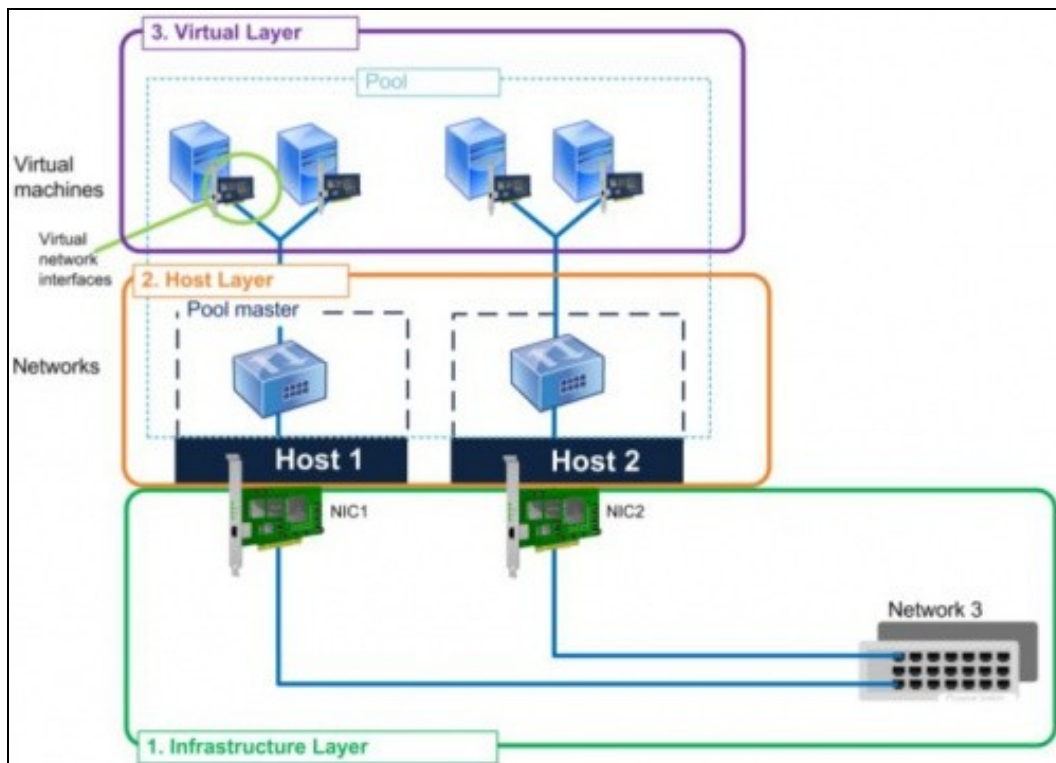 3. Virtual Layer
Pool
Virtual
machines
Virtual
network
interfaces
2. Host Layer
Pool master
Networks
Host 1
Host 2
NIC1
NIC2
Network 3
1. Infrastructure Layer